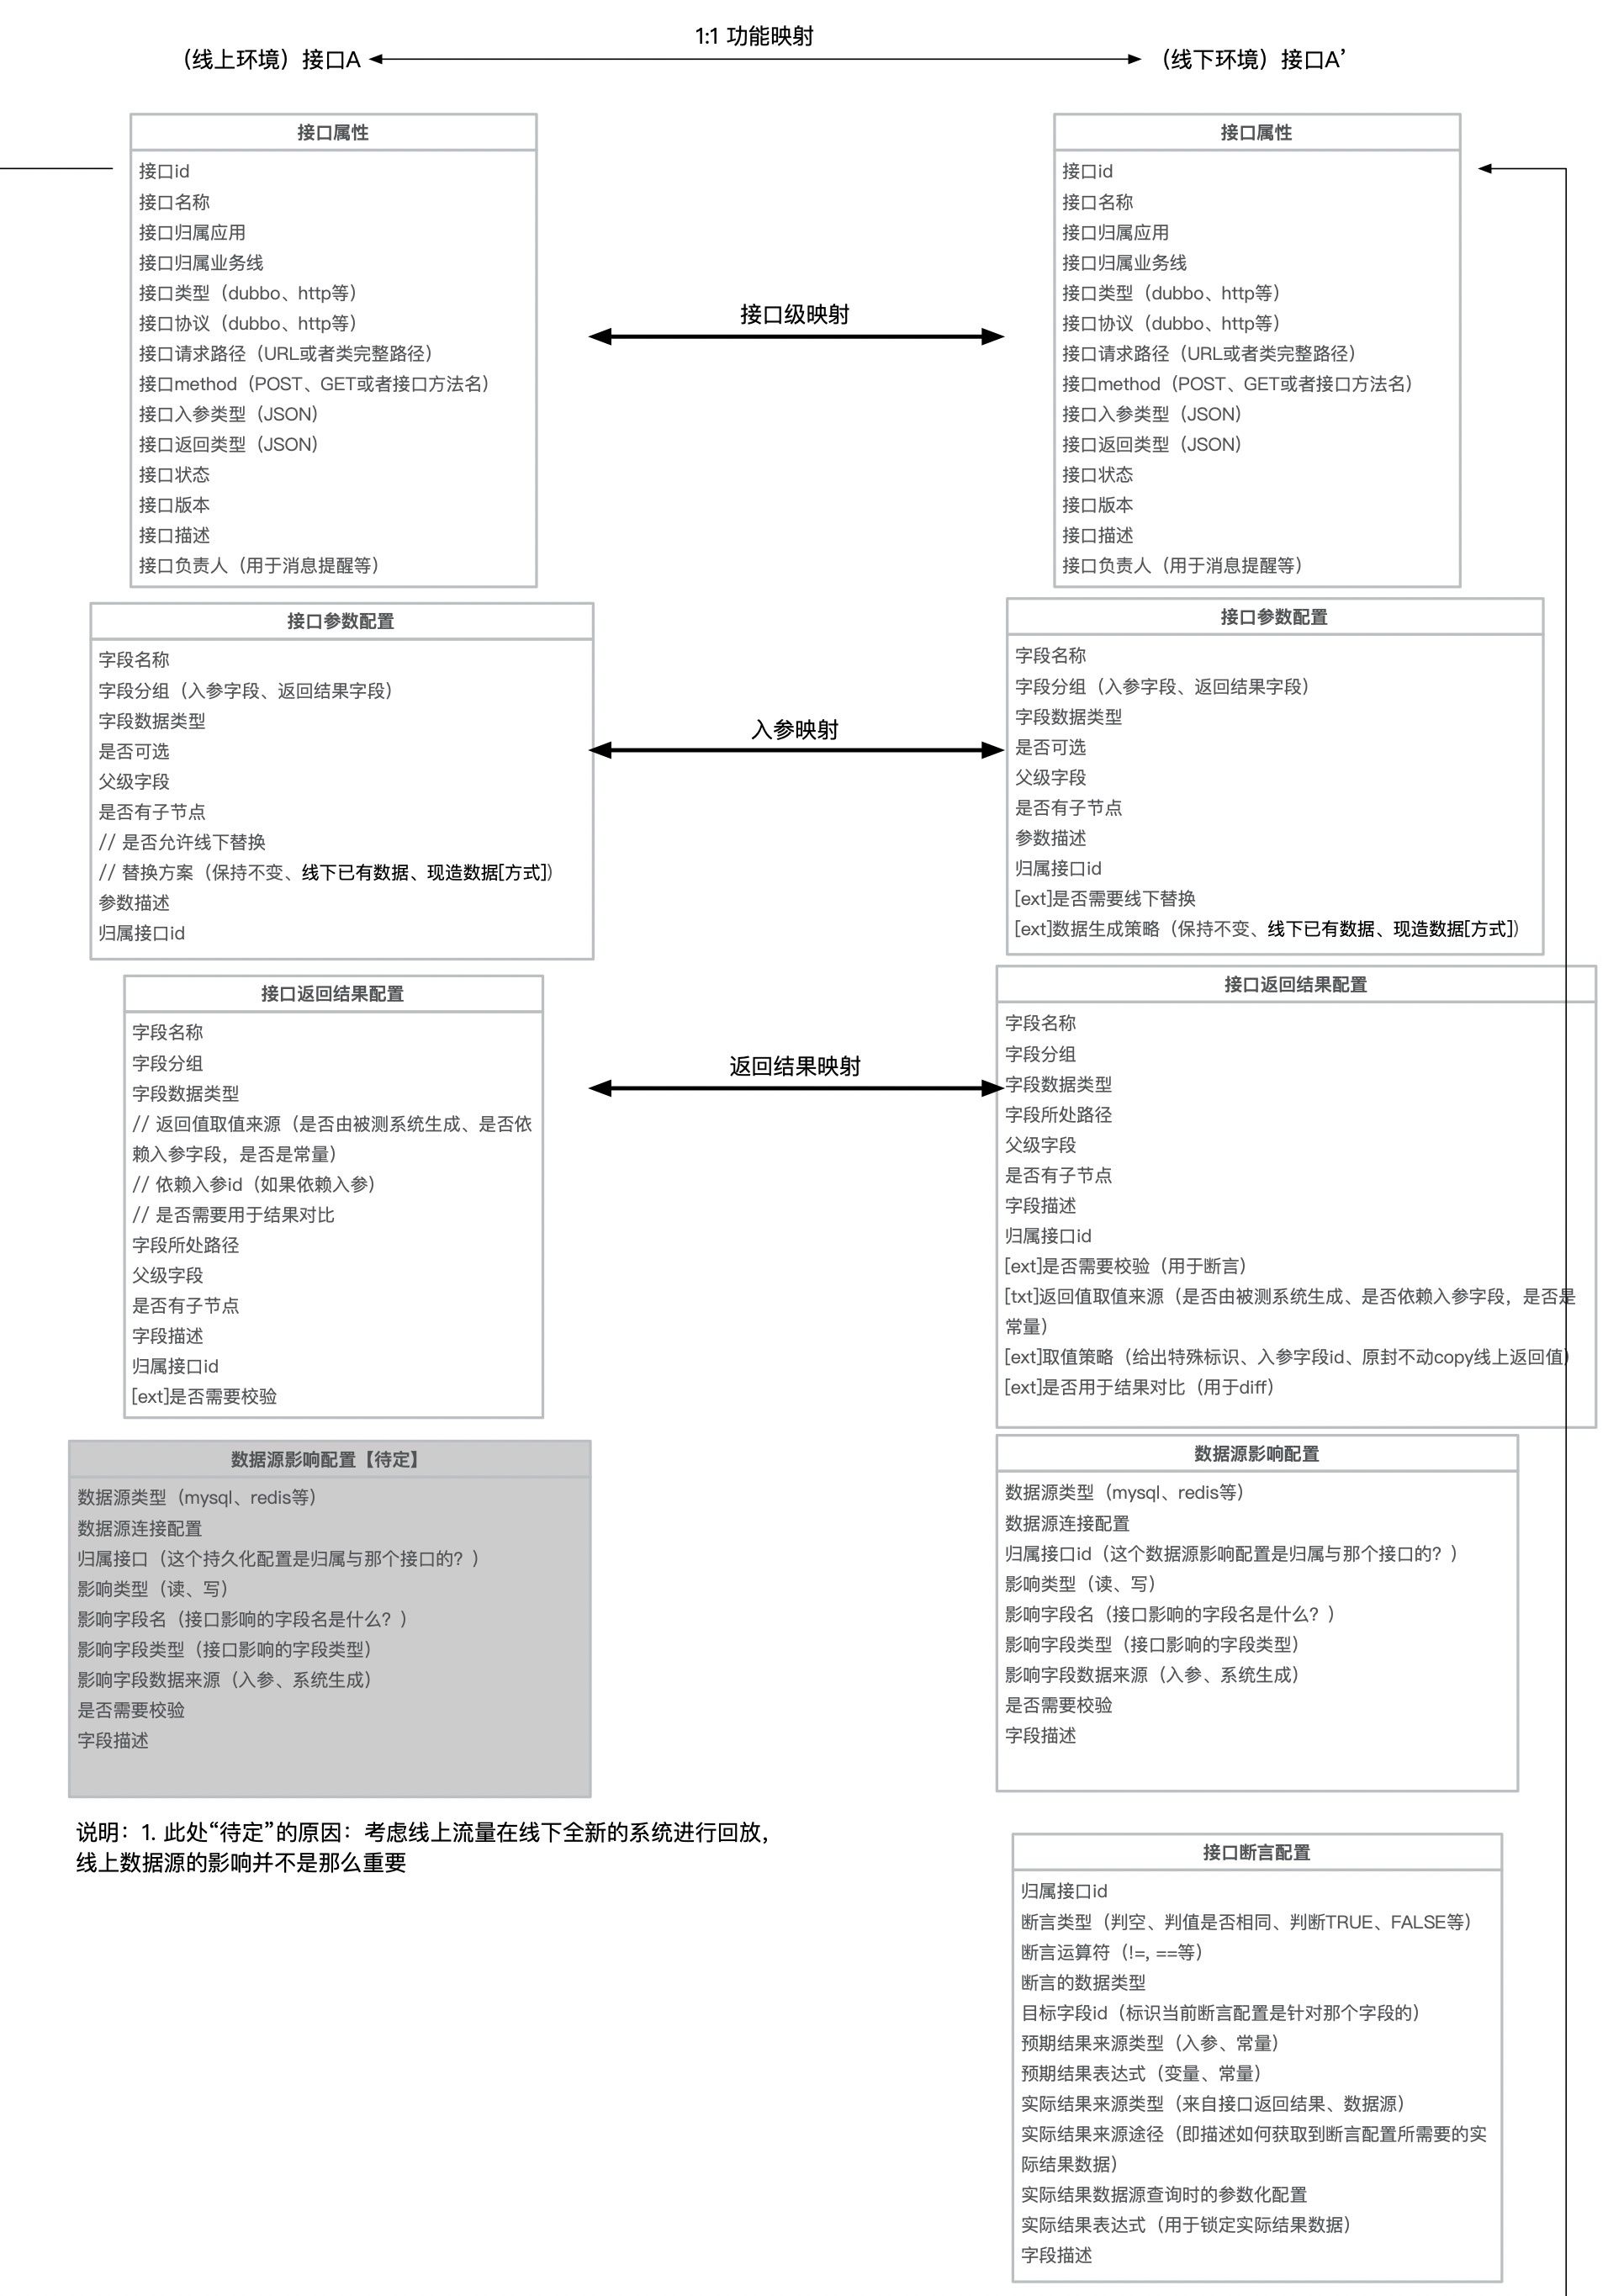 1:1 功能映射
（线上环境）接口A
（线下环境）接口A’
接口属性
接口id
接口名称
接口归属应用
接口归属业务线
接口类型（dubbo、http等）
接口协议（dubbo、http等）
接口请求路径（URL或者类完整路径）
接口method（POST、GET或者接口方法名）
接口入参类型（JSON）
接口返回类型（JSON）
接口状态
接口版本
接口描述
接口负责人（用于消息提醒等）
接口级映射
接口属性
接口id
接口名称
接口归属应用
接口归属业务线
接口类型（dubbo、http等）
接口协议（dubbo、http等）
接口请求路径（URL或者类完整路径）
接口method（POST、GET或者接口方法名）
接口入参类型（JSON）
接口返回类型（JSON）
接口状态
接口版本
接口描述
接口负责人（用于消息提醒等）
接口参数配置
字段名称
字段分组（入参字段、返回结果字段）
字段数据类型
是否可选
父级字段
是否有子节点
// 是否允许线下替换
// 替换方案（保持不变、线下已有数据、现造数据[方式]）
参数描述
归属接口id
入参映射
接口参数配置
字段名称
字段分组（入参字段、返回结果字段）
字段数据类型
是否可选
父级字段
是否有子节点
参数描述
归属接口id
[ext]是否需要线下替换
[ext]数据生成策略（保持不变、线下已有数据、现造数据[方式]）
接口返回结果配置
字段名称
字段分组
字段数据类型
// 返回值取值来源（是否由被测系统生成、是否依
赖入参字段，是否是常量）
// 依赖入参id（如果依赖入参）
// 是否需要用于结果对比
字段所处路径
父级字段
是否有子节点
字段描述
归属接口id
[ext]是否需要校验
返回结果映射
接口返回结果配置
字段名称
字段分组
字段数据类型
字段所处路径
父级字段
是否有子节点
字段描述
归属接口id
[ext]是否需要校验（用于断言）
[txt]返回值取值来源（是否由被测系统生成、是否依赖入参字段，是否是
常量）
[ext]取值策略（给出特殊标识、入参字段id、原封不动copy线上返回值）
[ext]是否用于结果对比（用于diff）
数据源影响配置【待定】
数据源类型（mysql、redis等）
数据源连接配置
归属接口（这个持久化配置是归属与那个接口的？）
影响类型（读、写）
影响字段名（接口影响的字段名是什么？）
影响字段类型（接口影响的字段类型）
影响字段数据来源（入参、系统生成）
是否需要校验
字段描述
数据源影响配置
数据源类型（mysql、redis等）
数据源连接配置
归属接口id（这个数据源影响配置是归属与那个接口的？）
影响类型（读、写）
影响字段名（接口影响的字段名是什么？）
影响字段类型（接口影响的字段类型）
影响字段数据来源（入参、系统生成）
是否需要校验
字段描述
说明：1. 此处“待定”的原因：考虑线上流量在线下全新的系统进行回放，
线上数据源的影响并不是那么重要
接口断言配置
归属接口id
断言类型（判空、判值是否相同、判断TRUE、FALSE等）
断言运算符（!=, ==等）
断言的数据类型
目标字段id（标识当前断言配置是针对那个字段的）
预期结果来源类型（入参、常量）
预期结果表达式（变量、常量）
实际结果来源类型（来自接口返回结果、数据源）
实际结果来源途径（即描述如何获取到断言配置所需要的实
际结果数据）
实际结果数据源查询时的参数化配置
实际结果表达式（用于锁定实际结果数据）
字段描述